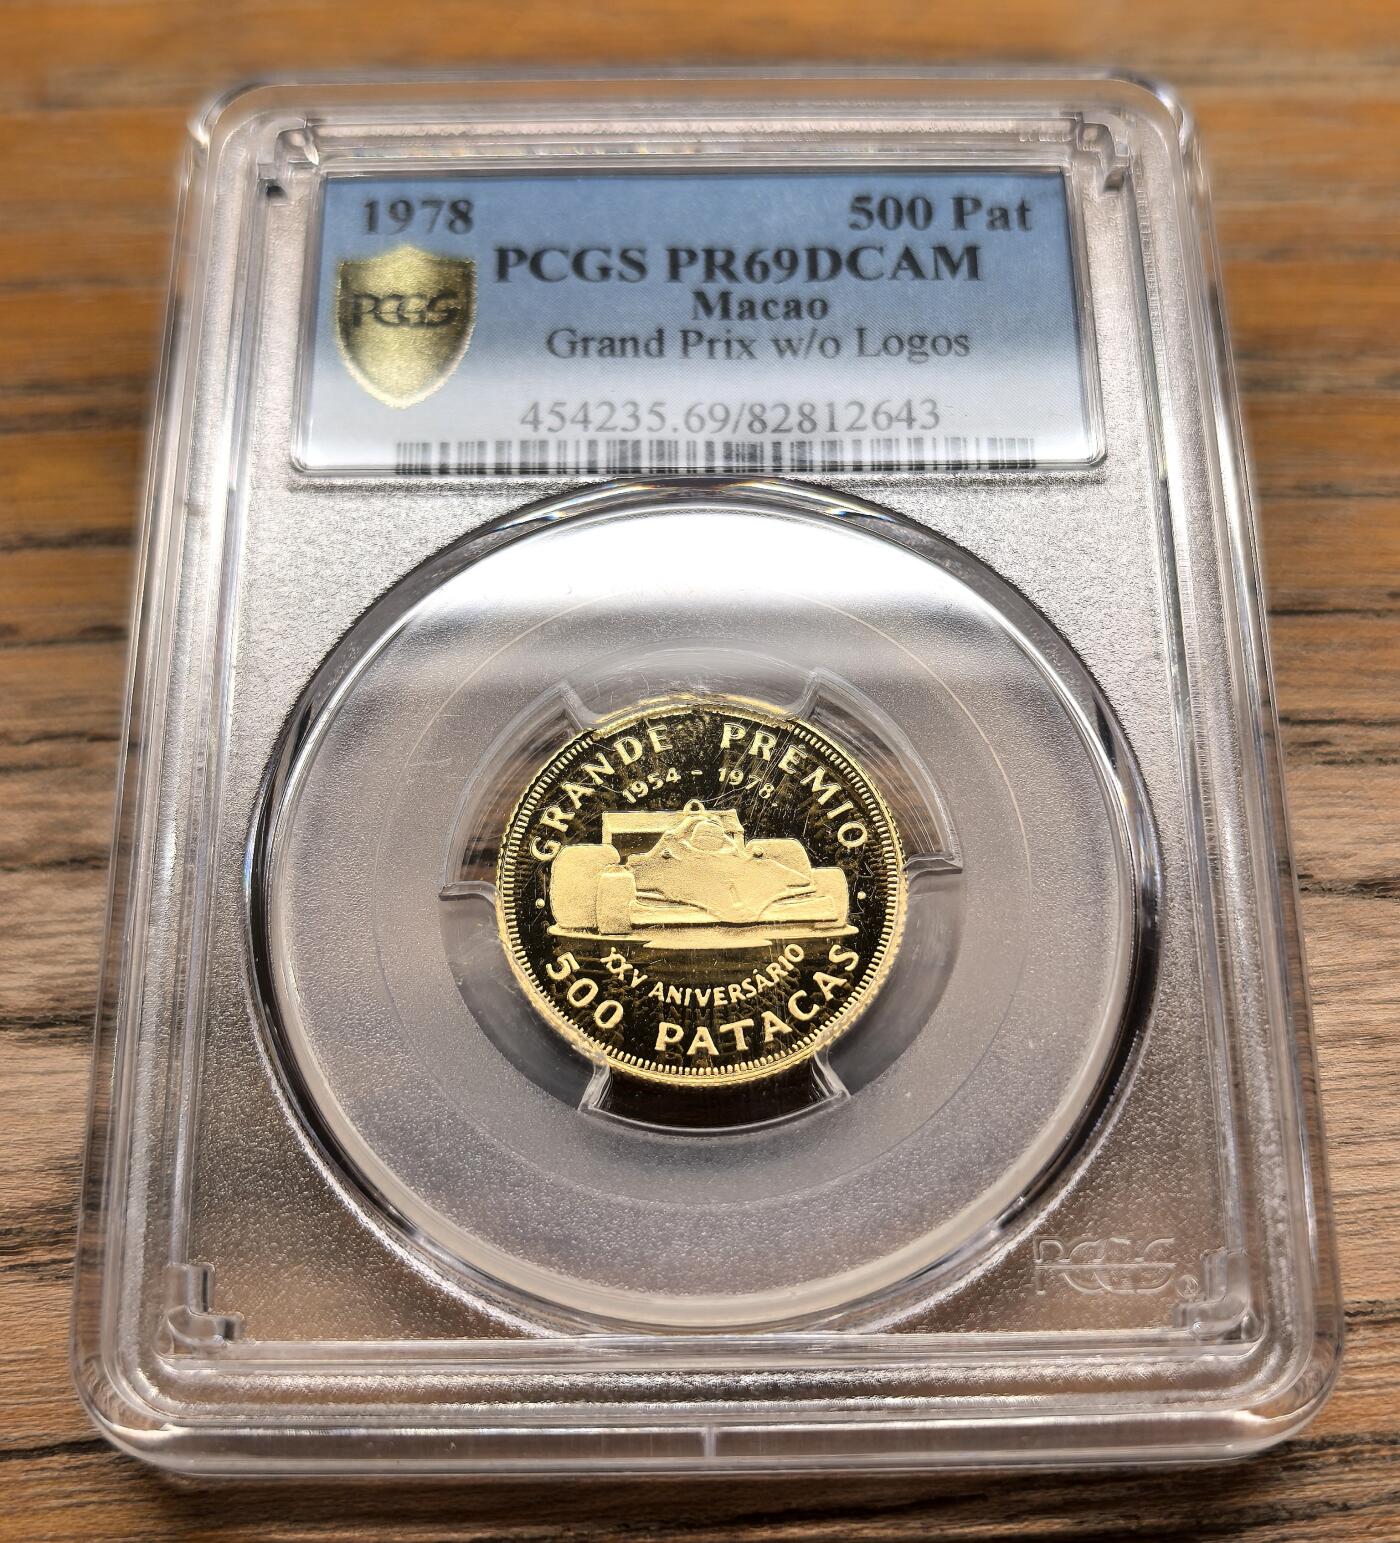 1978 500 Pat
PCGS PR69DCAM
PCGS
Macao
Grand Prix w/o Logos
454235.69/82812643
GRANDE PRÉMIO
1954 - 1978
XXV ANIVERSÁRIO
500 PATACAS
PCGS